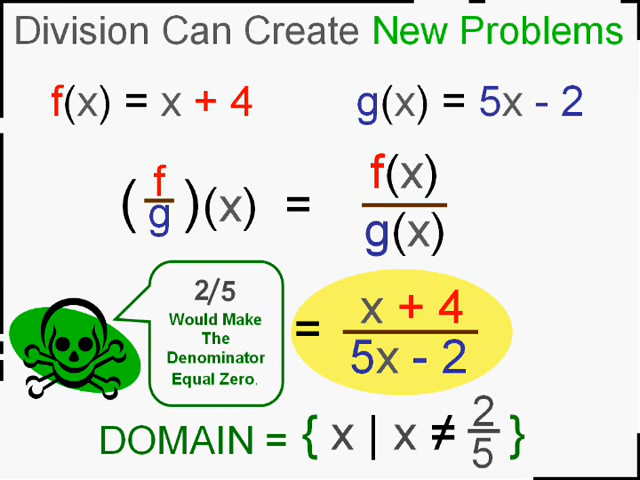 Division Can Create New Problems
f(x) = x + 4
g(x) = 5x - 2
(f/g)(x) = f(x)/g(x)
2/5
Would Make
The
Denominator
Equal Zero.
= x + 4 / 5x - 2
DOMAIN = { x | x ≠ 2/5 }